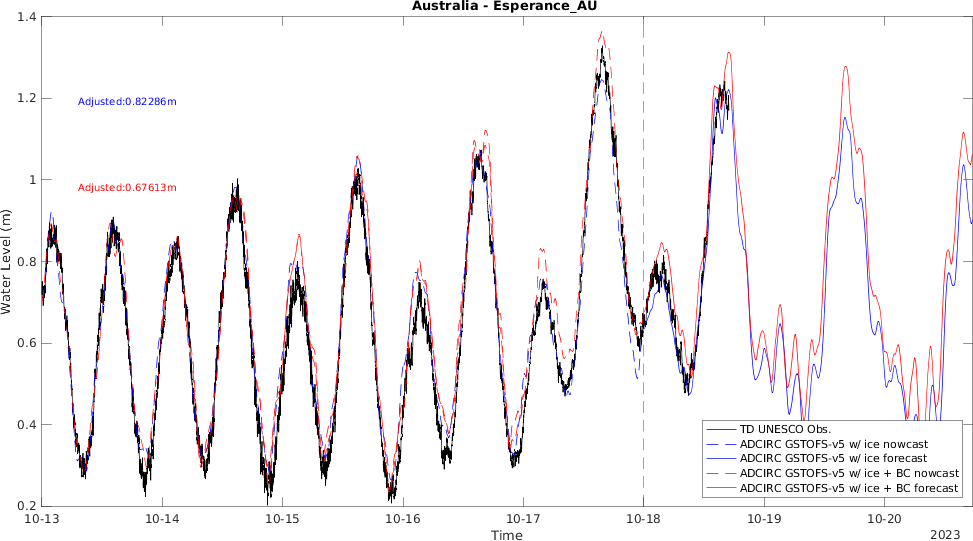 Australia - Esperance_AU
1.4
1.2
1
0.8
0.6
0.4
0.2
Water Level (m)
Adjusted:0.82286m
Adjusted:0.67613m
TD UNESCO Obs.
ADCIRC GSTOFS-v5 w/ ice nowcast
ADCIRC GSTOFS-v5 w/ ice forecast
ADCIRC GSTOFS-v5 w/ ice + BC nowcast
ADCIRC GSTOFS-v5 w/ ice + BC forecast
10-13 10-14 10-15 10-16 10-17 10-18 10-19 10-20
Time
2023